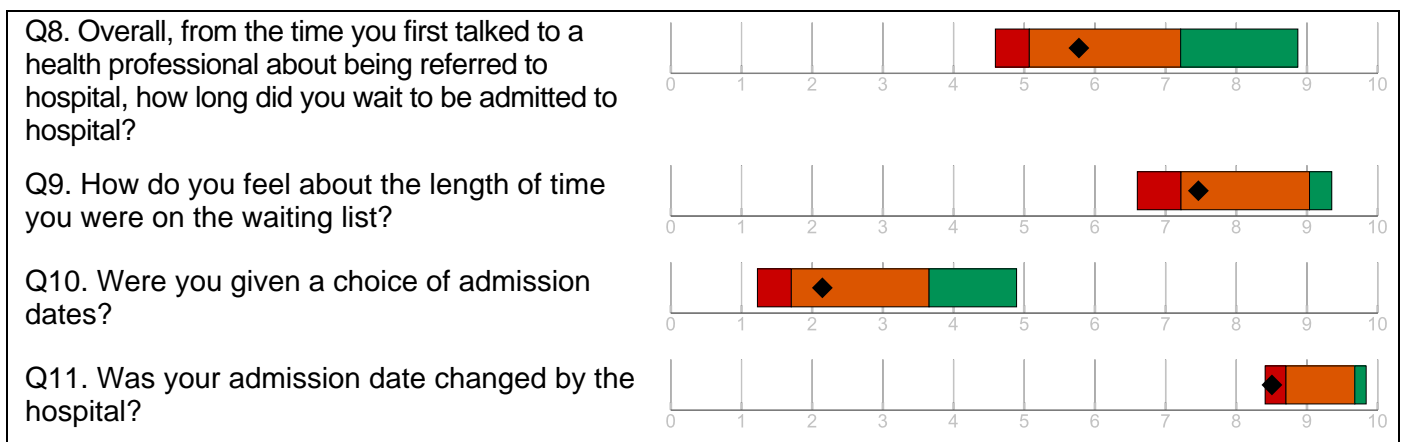 Q8. Overall, from the time you first talked to a
health professional about being referred to
hospital, how long did you wait to be admitted to
hospital?
0 1 2 3 4 5 6 7 8 9 10
Q9. How do you feel about the length of time
you were on the waiting list?
0 1 2 3 4 5 6 7 8 9 10
Q10. Were you given a choice of admission
dates?
0 1 2 3 4 5 6 7 8 9 10
Q11. Was your admission date changed by the
hospital?
0 1 2 3 4 5 6 7 8 9 10